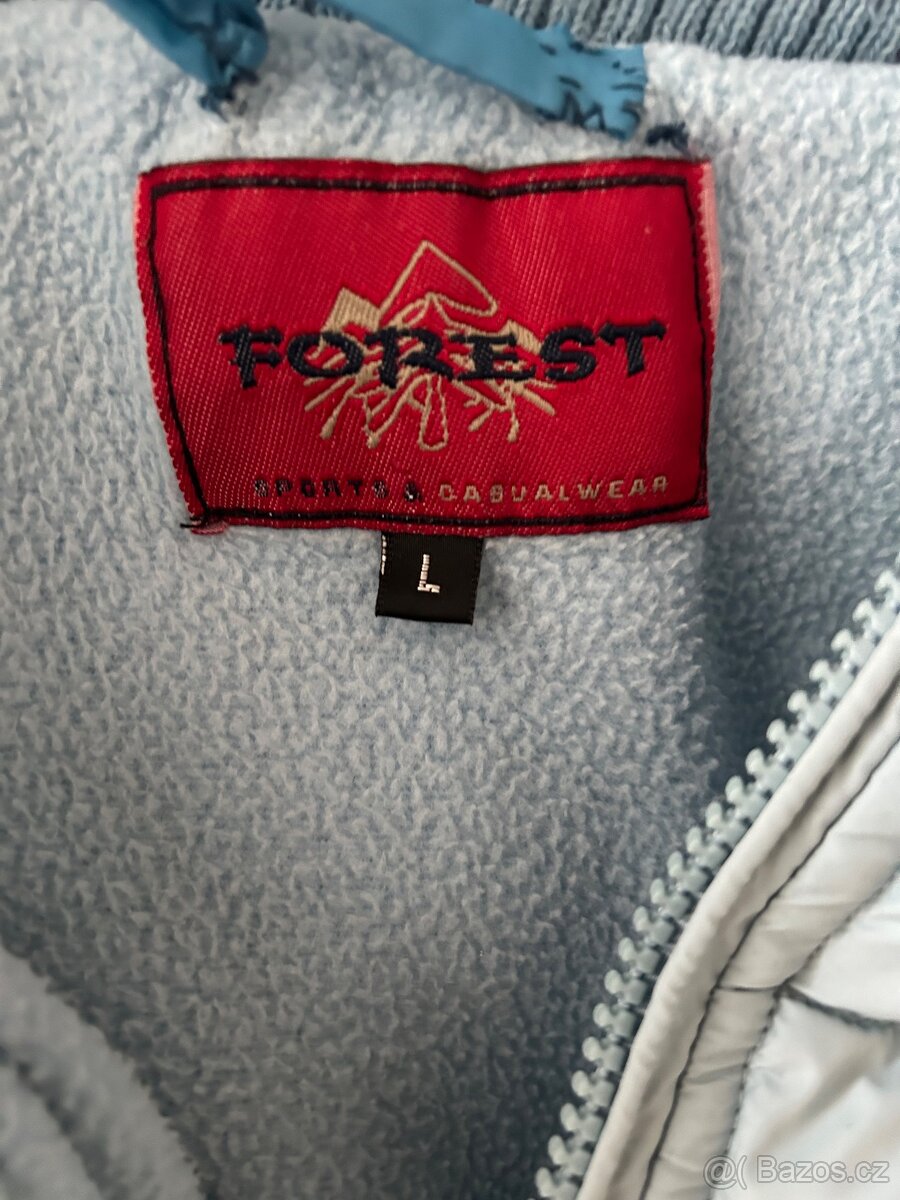 FOREST
SPORTS & CASUALWEAR
L
@( Bazos.cz